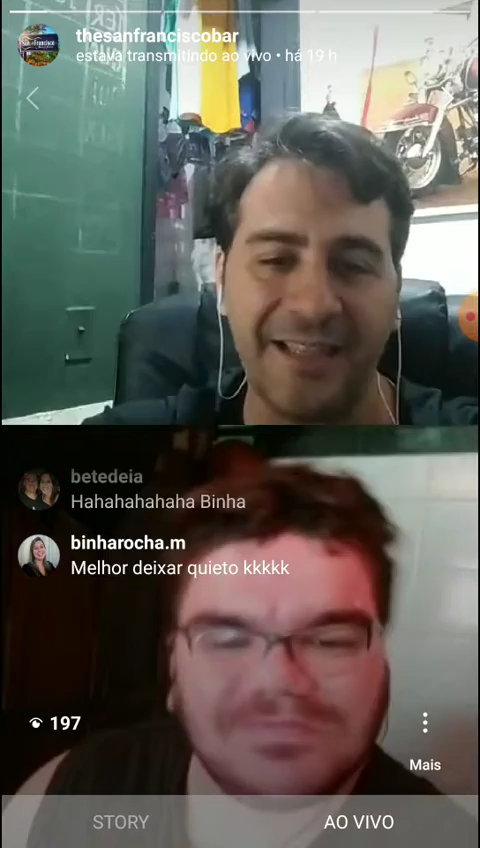 thesanfranciscobar
estava transmitindo ao vivo • há 19 h
betedeia
Hahahahahaha Binha
binharocha.m
Melhor deixar quieto kkkkk
197
Mais
STORY
AO VIVO